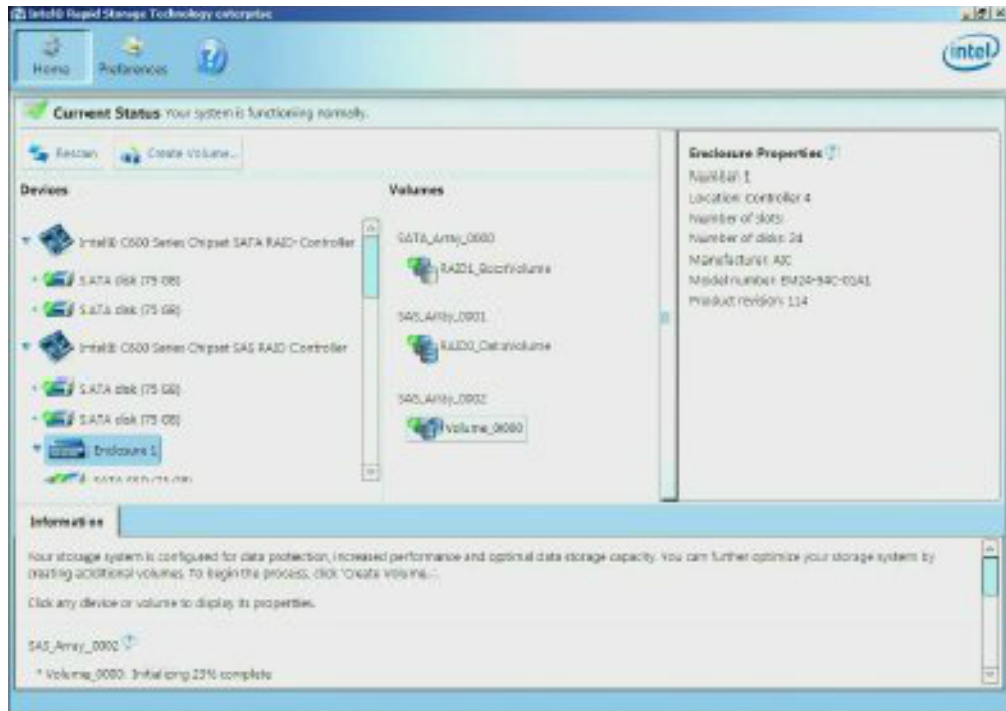 Intel® Rapid Storage Technology enterprise
Home
Preferences
intel
Current Status Your system is functioning normally.
Rescan
Create Volume...
Devices
Intel® C600 Series Chipset SATA RAID Controller
SATA disk (75 GB)
SATA disk (75 GB)
Intel® C600 Series Chipset SAS RAID Controller
SATA disk (75 GB)
SATA disk (75 GB)
Enclosure 1
Volumes
SATA_Array_0000
RAID1_BootVolume
SAS_Array_0001
RAID0_DataVolume
SAS_Array_0002
Volume_0000
Enclosure Properties
Number: 1
Location: Controller 4
Number of slots:
Number of disks: 24
Manufacturer: AIC
Model number: EM24-94C-01A1
Product revision: 114
Information
Your storage system is configured for data protection, increased performance and optimal data storage capacity. You can further optimize your storage system by
creating additional volumes. To begin the process, click 'Create Volume...'.
Click any device or volume to display its properties.
SAS_Array_0002
* Volume_0000: Initializing 23% complete